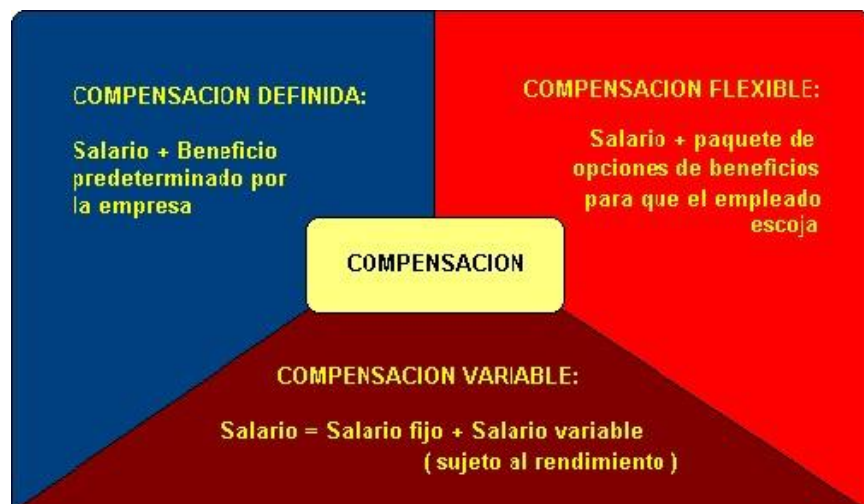 COMPENSACION DEFINIDA:
Salario + Beneficio
predeterminado por
la empresa
COMPENSACION FLEXIBLE:
Salario + paquete de
opciones de beneficios
para que el empleado
escoja
COMPENSACION
COMPENSACION VARIABLE:
Salario = Salario fijo + Salario variable
( sujeto al rendimiento )